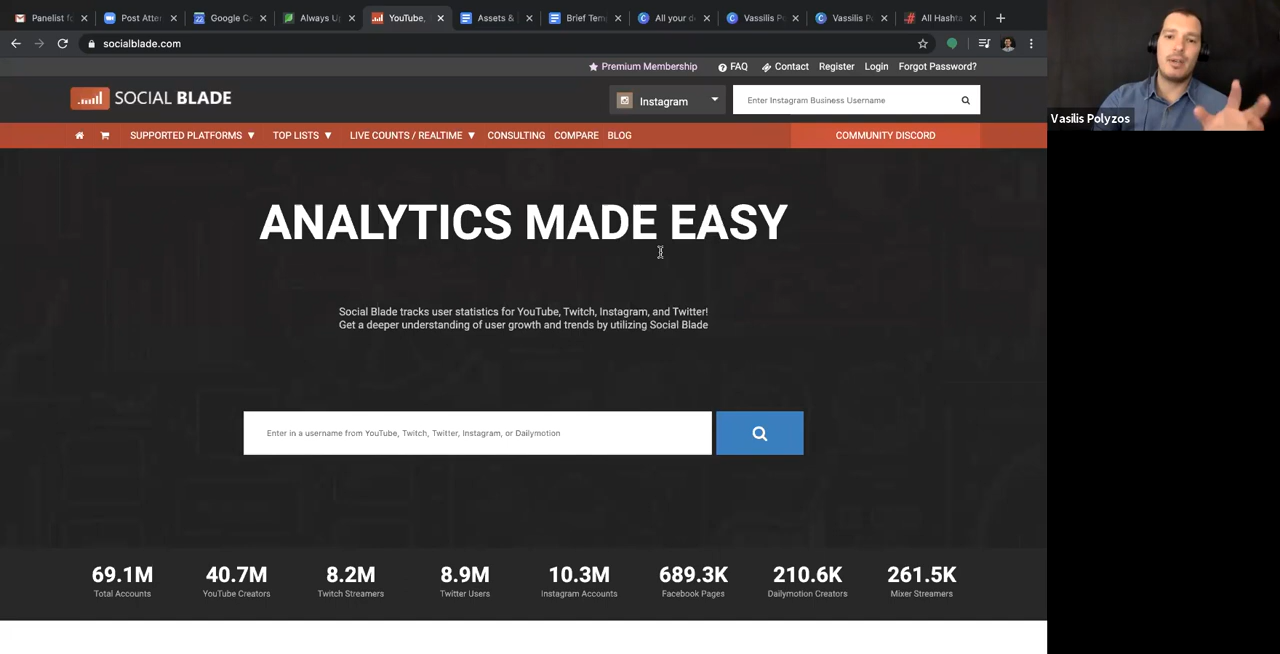 Panelist f
Post Atter
Google Ca
Always U
YouTube,
Assets &
Brief Tem
All your d
Vassilis P
Vassilis P
All Hashta
socialblade.com
Premium Membership
FAQ
Contact
Register
Login
Forgot Password?
SOCIAL BLADE
Instagram
Enter Instagram Business Username
SUPPORTED PLATFORMS
TOP LISTS
LIVE COUNTS / REALTIME
CONSULTING
COMPARE
BLOG
COMMUNITY DISCORD
Vasilis Polyzos
ANALYTICS MADE EASY
Social Blade tracks user statistics for YouTube, Twitch, Instagram, and Twitter!
Get a deeper understanding of user growth and trends by utilizing Social Blade
Enter in a username from YouTube, Twitch, Twitter, Instagram, or Dailymotion
69.1M
Total Accounts
40.7M
YouTube Creators
8.2M
Twitch Streamers
8.9M
Twitter Users
10.3M
Instagram Accounts
689.3K
Facebook Pages
210.6K
Dailymotion Creators
261.5K
Mixer Streamers